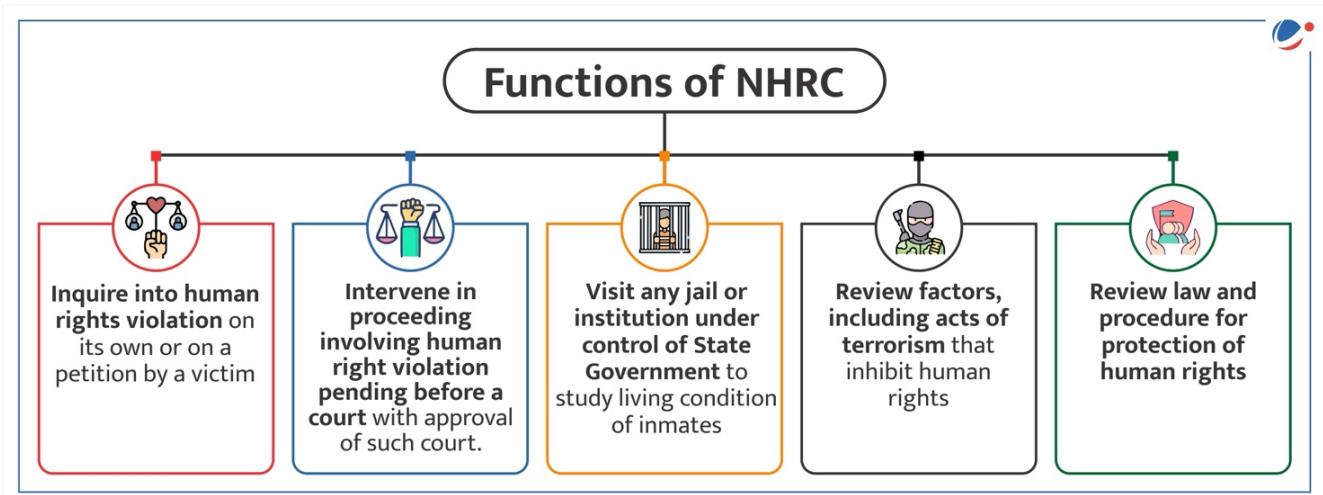 Functions of NHRC
Inquire into human
rights violation on
its own or on a
petition by a victim
Intervene in
proceeding
involving human
right violation
pending before a
court with approval
of such court.
Visit any jail or
institution under
control of State
Government to
study living condition
of inmates
Review factors,
including acts of
terrorism that
inhibit human
rights
Review law and
procedure for
protection of
human rights